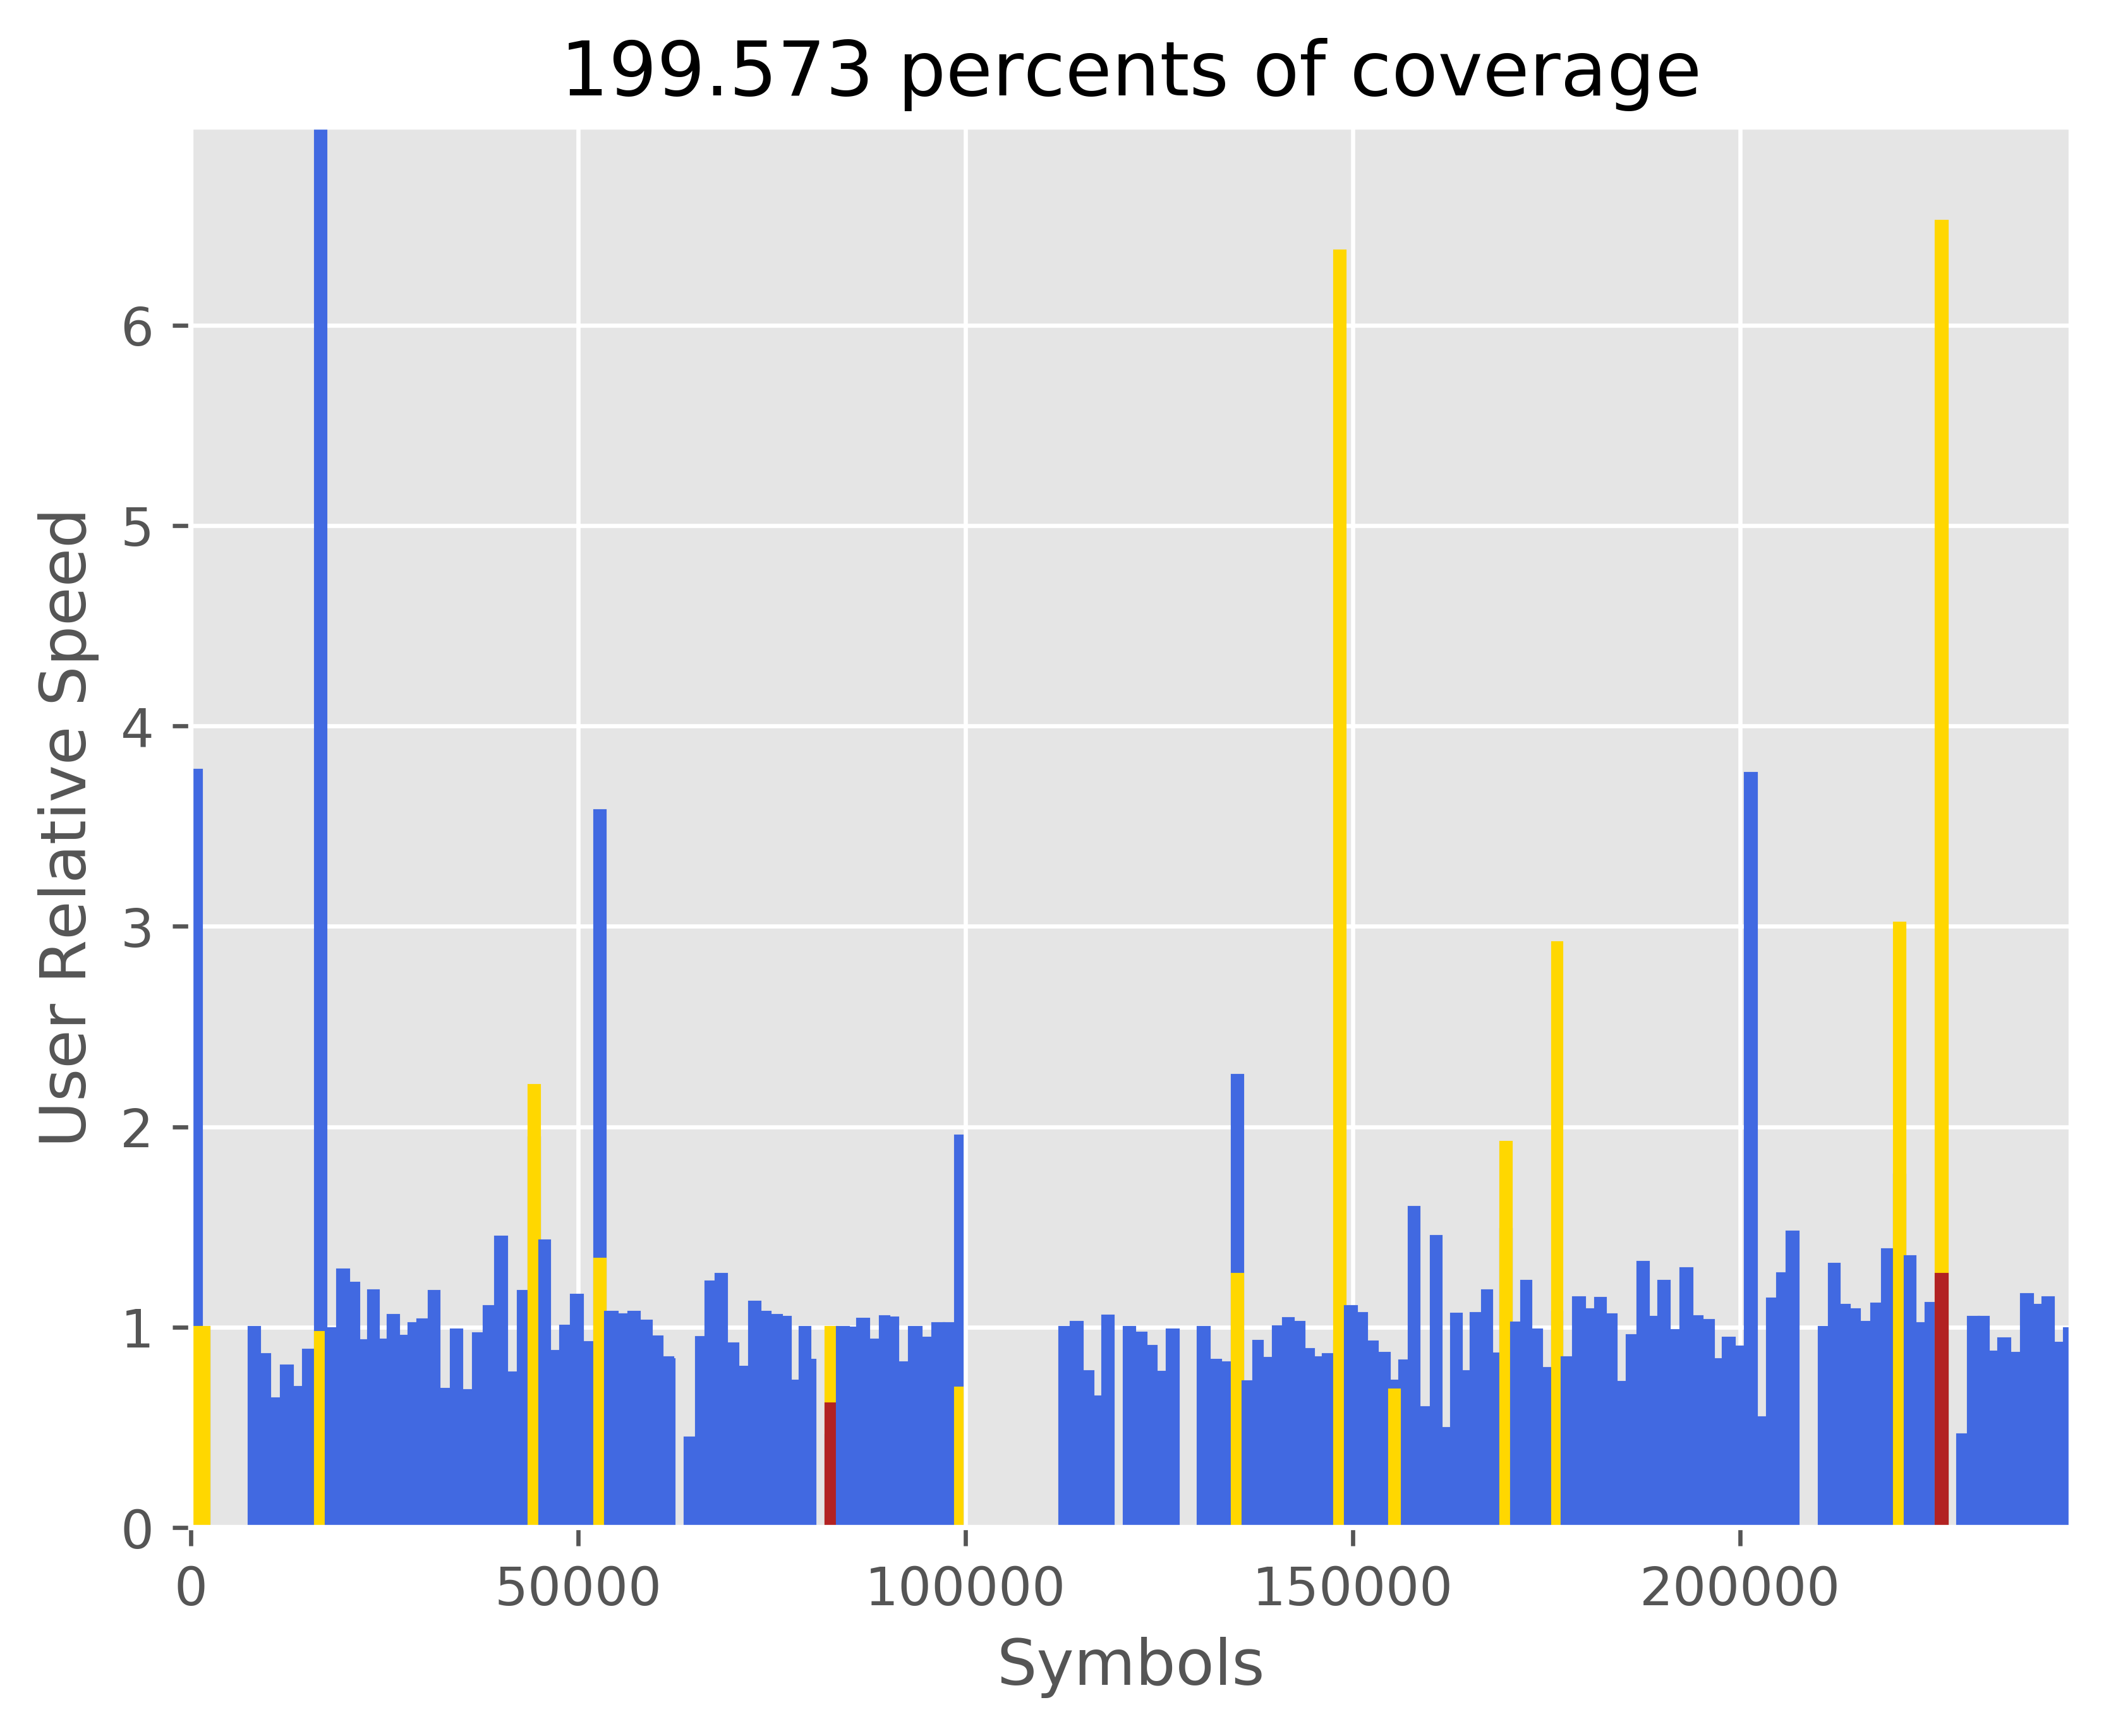 199.573 percents of coverage
User Relative Speed
6
5
4
3
2
1
0
0 50000 100000 150000 200000
Symbols